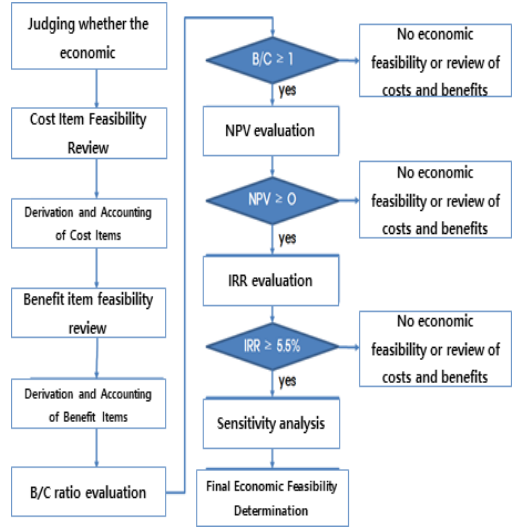 Judging whether the
economic
Cost Item Feasibility
Review
Derivation and Accounting
of Cost Items
Benefit item feasibility
review
Derivation and Accounting
of Benefit Items
B/C ratio evaluation
B/C ≥ 1
No economic
feasibility or review of
costs and benefits
yes
NPV evaluation
NPV ≥ O
No economic
feasibility or review of
costs and benefits
yes
IRR evaluation
IRR ≥ 5.5%
No economic
feasibility or review of
costs and benefits
yes
Sensitivity analysis
Final Economic Feasibility
Determination